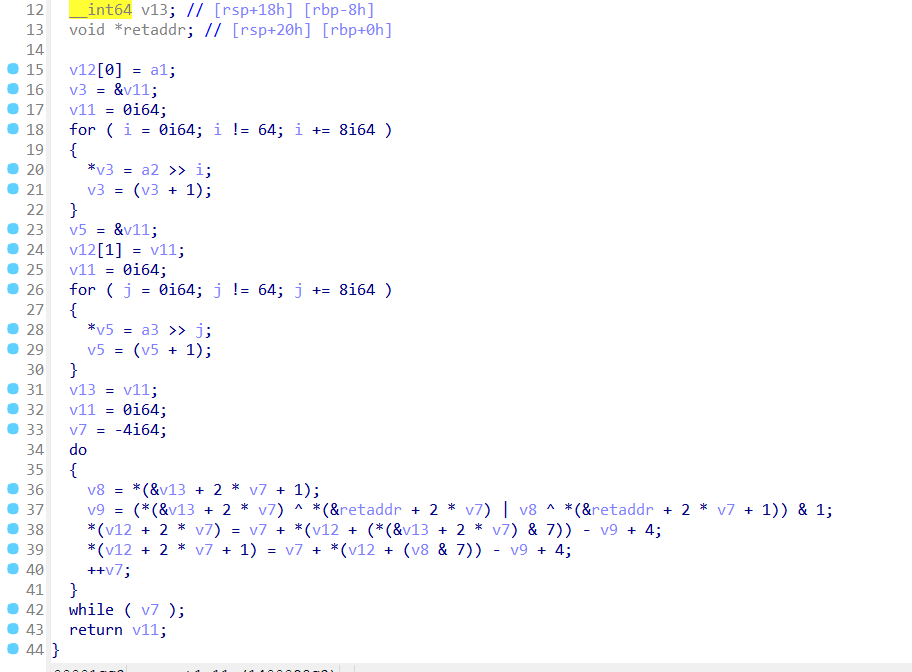 12 __int64 v13; // [rsp+18h] [rbp-8h]
13 void *retaddr; // [rsp+20h] [rbp+0h]
14
15 v12[0] = a1;
16 v3 = &v11;
17 v11 = 0i64;
18 for ( i = 0i64; i != 64; i += 8i64 )
19 {
20 *v3 = a2 >> i;
21 v3 = (v3 + 1);
22 }
23 v5 = &v11;
24 v12[1] = v11;
25 v11 = 0i64;
26 for ( j = 0i64; j != 64; j += 8i64 )
27 {
28 *v5 = a3 >> j;
29 v5 = (v5 + 1);
30 }
31 v13 = v11;
32 v11 = 0i64;
33 v7 = -4i64;
34 do
35 {
36 v8 = *(&v13 + 2 * v7 + 1);
37 v9 = (*(&v13 + 2 * v7) ^ *(&retaddr + 2 * v7) | v8 ^ *(&retaddr + 2 * v7 + 1)) & 1;
38 *(v12 + 2 * v7) = v7 + *(v12 + (*(&v13 + 2 * v7) & 7)) - v9 + 4;
39 *(v12 + 2 * v7 + 1) = v7 + *(v12 + (v8 & 7)) - v9 + 4;
40 ++v7;
41 }
42 while ( v7 );
43 return v11;
44 }